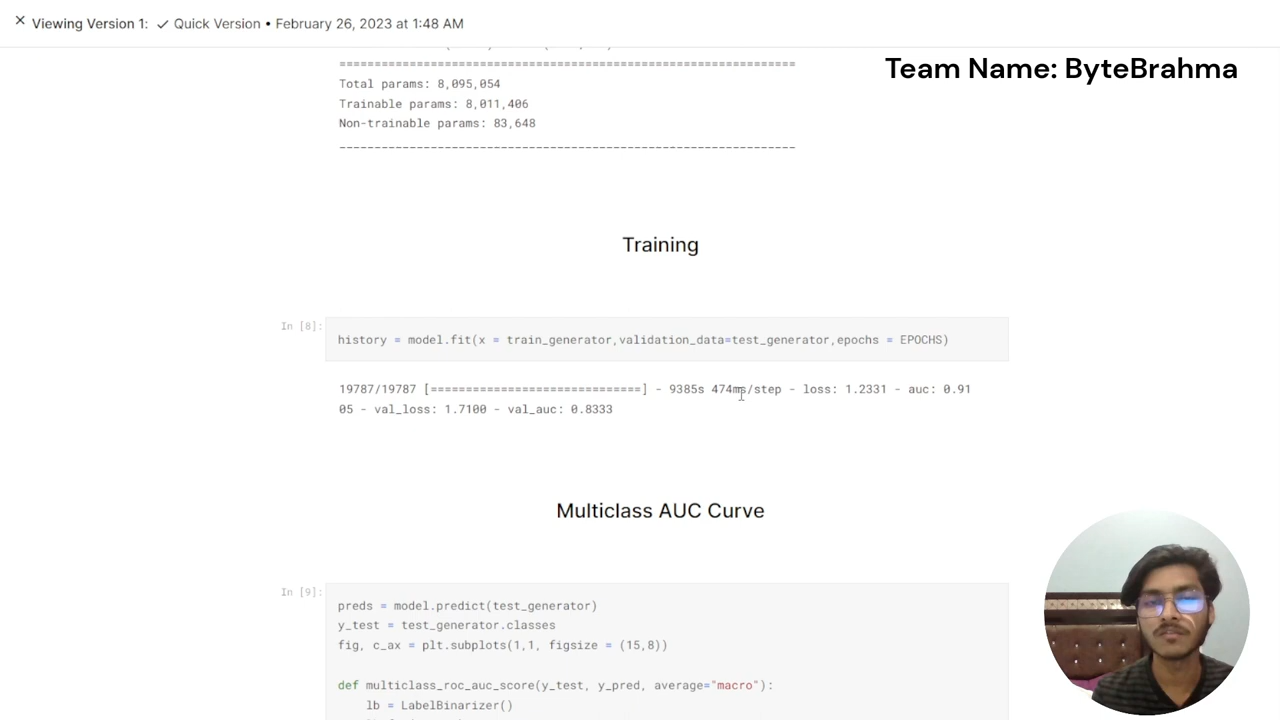 Viewing Version 1: Quick Version • February 26, 2023 at 1:48 AM
Team Name: ByteBrahma
================================================================
Total params: 8,095,054
Trainable params: 8,011,406
Non-trainable params: 83,648
________________________________________________________________
Training
In [8]:
history = model.fit(x = train_generator,validation_data=test_generator,epochs = EPOCHS)
19787/19787 [==============================] - 9385s 474ms/step - loss: 1.2331 - auc: 0.91
05 - val_loss: 1.7100 - val_auc: 0.8333
Multiclass AUC Curve
In [9]:
preds = model.predict(test_generator)
y_test = test_generator.classes
fig, c_ax = plt.subplots(1,1, figsize = (15,8))
def multiclass_roc_auc_score(y_test, y_pred, average="macro"):
lb = LabelBinarizer()